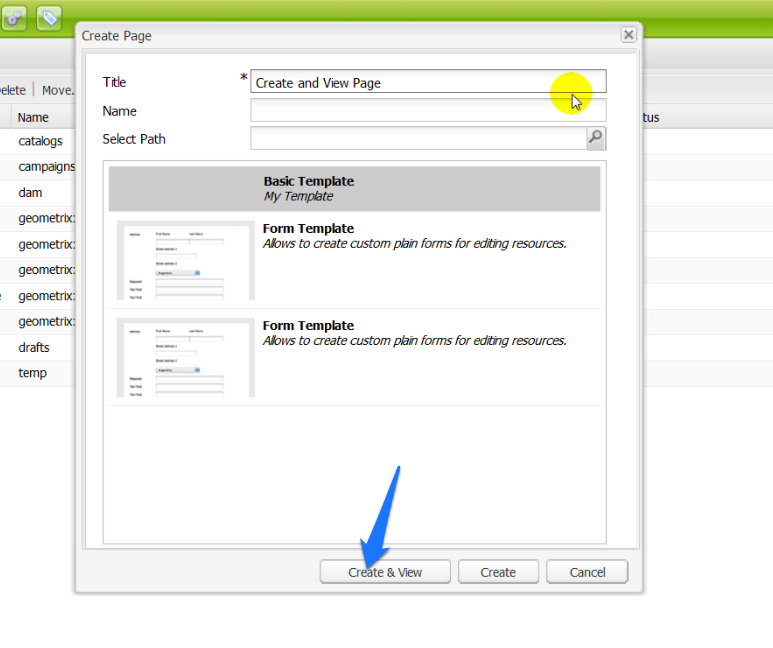 Create Page
elete
Move.
Title
*
Create and View Page
Name
Select Path
Name
tus
catalogs
campaigns
dam
geometrix
geometrix
geometrix
geometrix
geometrix
drafts
temp
Basic Template
My Template
Form Template
Allows to create custom plain forms for editing resources.
Form Template
Allows to create custom plain forms for editing resources.
Create & View
Create
Cancel